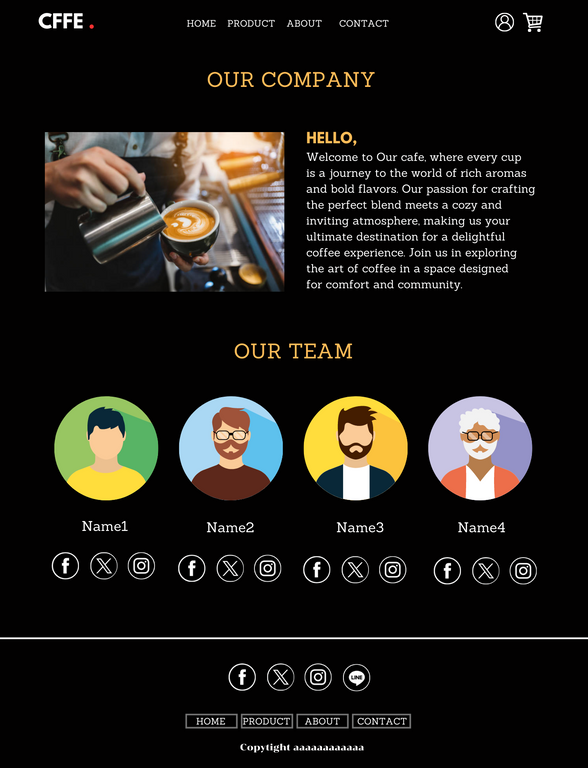 CFFE .
HOME PRODUCT ABOUT CONTACT
OUR COMPANY
HELLO,
Welcome to Our cafe, where every cup
is a journey to the world of rich aromas
and bold flavors. Our passion for crafting
the perfect blend meets a cozy and
inviting atmosphere, making us your
ultimate destination for a delightful
coffee experience. Join us in exploring
the art of coffee in a space designed
for comfort and community.
OUR TEAM
Name1 Name2 Name3 Name4
LINE
HOME PRODUCT ABOUT CONTACT
Copytight aaaaaaaaaaaa